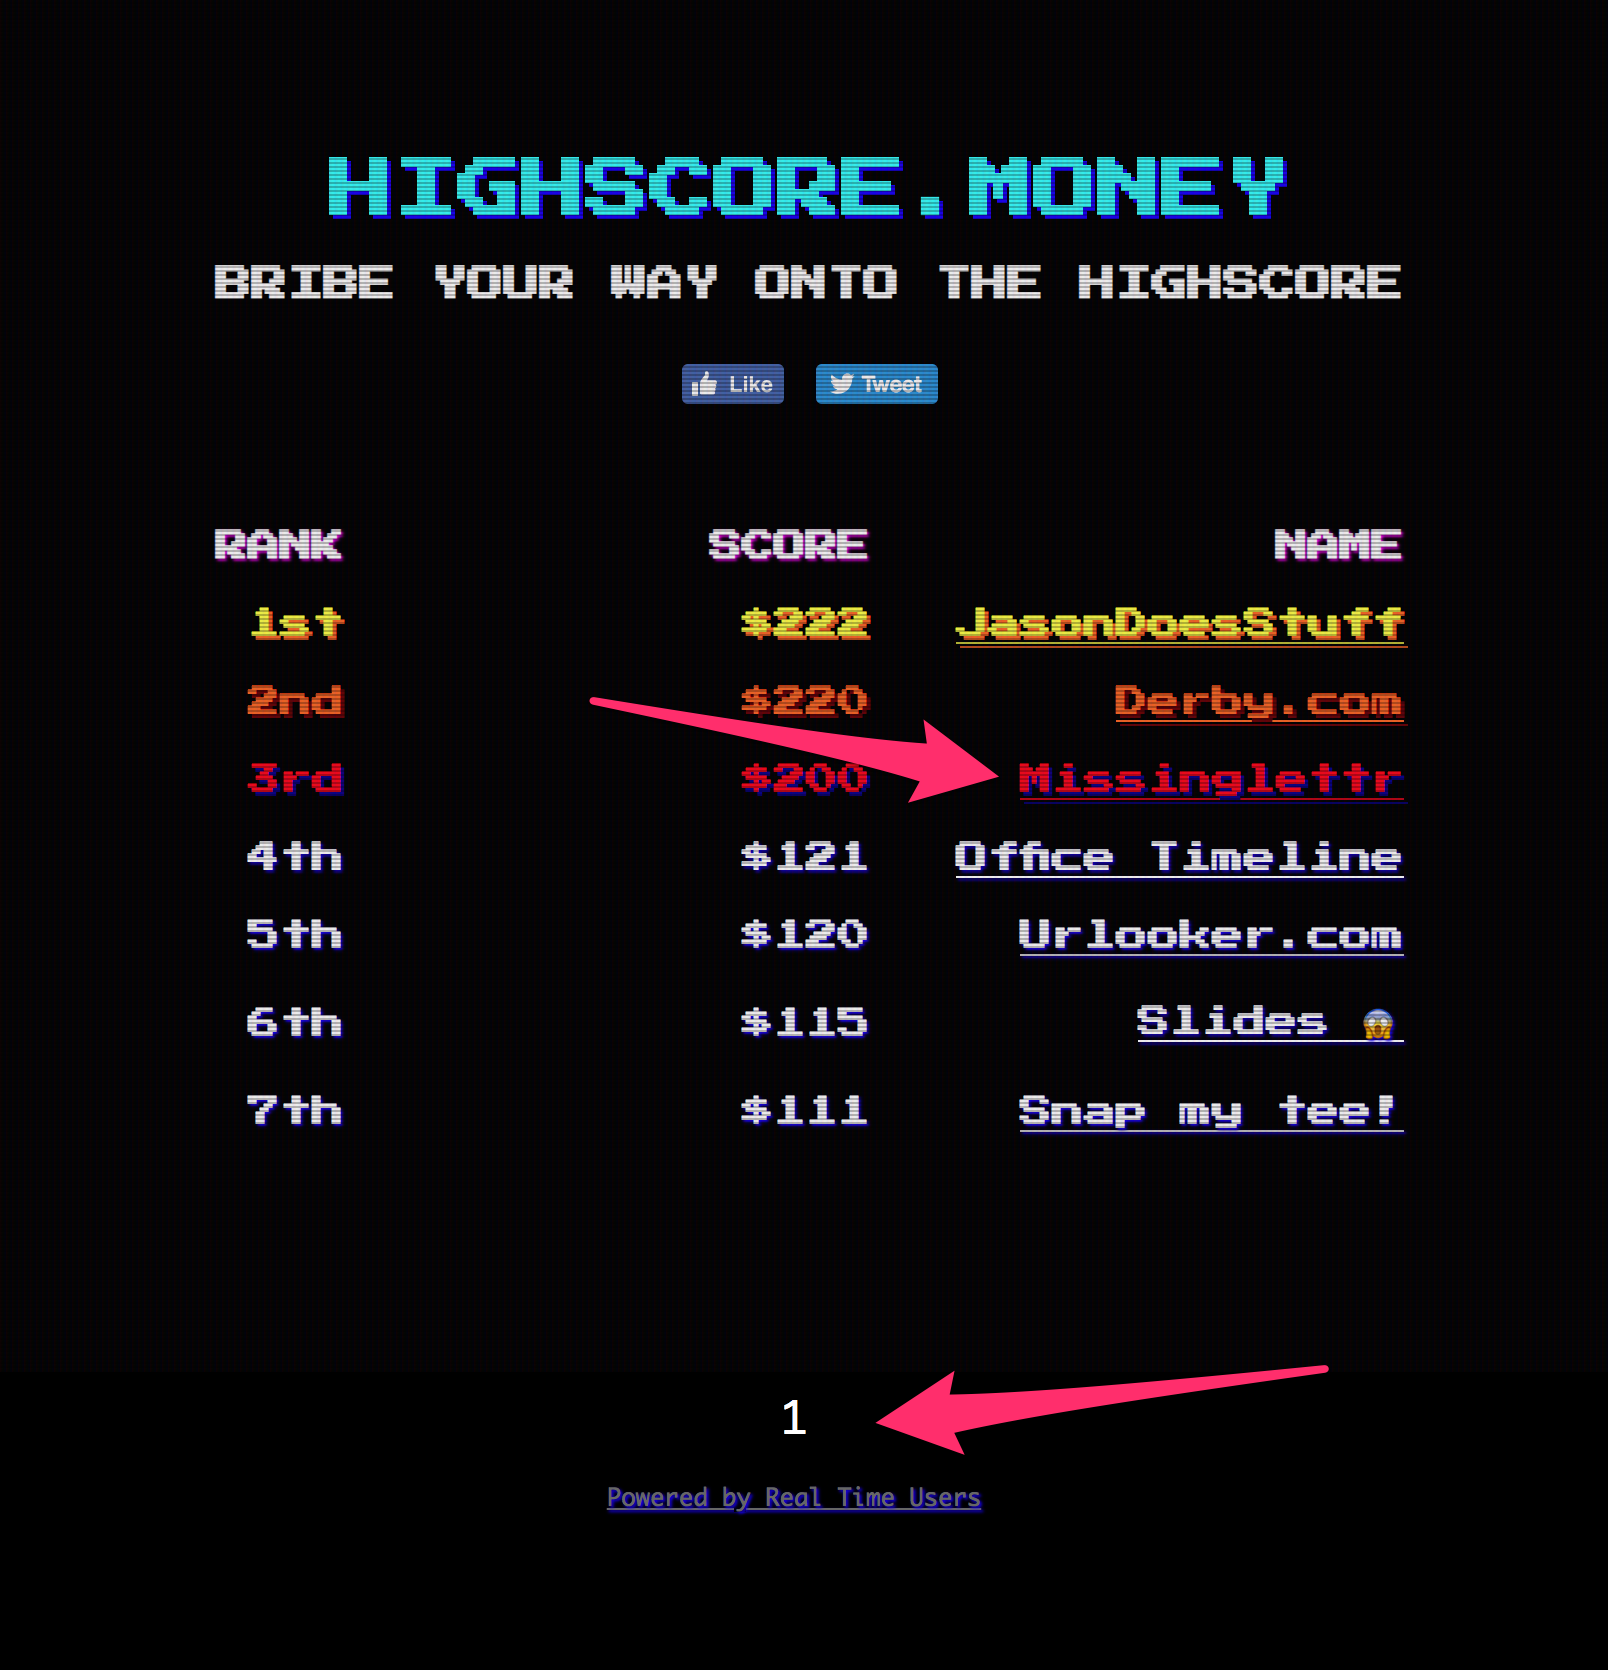 HIGHSCORE.MONEY
BRIBE YOUR WAY ONTO THE HIGHSCORE
Like Tweet
RANK SCORE NAME
1st $222 JasonDoesStuff
2nd $220 Derby.com
3rd $200 Missinglettr
4th $121 Office Timeline
5th $120 Urlooker.com
6th $115 Slides 😱
7th $111 Snap my tee!
1
Powered by Real Time Users